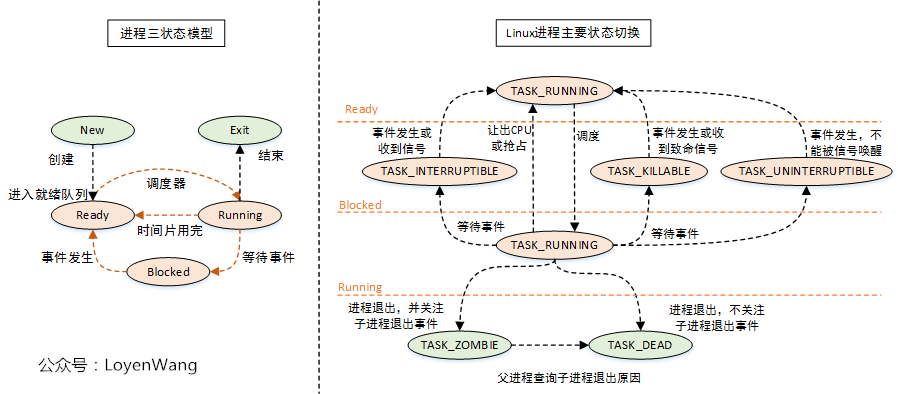 进程三状态模型
New
Exit
创建
结束
进入就绪队列
调度器
Ready
Running
时间片用完
事件发生
等待事件
Blocked
公众号：LoyenWang
Linux进程主要状态切换
TASK_RUNNING
Ready
事件发生或
收到信号
让出CPU
或抢占
调度
事件发生或收
到致命信号
事件发生，不
能被信号唤醒
TASK_INTERRUPTIBLE
TASK_KILLABLE
TASK_UNINTERRUPTIBLE
Blocked
等待事件
等待事件
TASK_RUNNING
Running
进程退出，并关注
子进程退出事件
进程退出，不关注
子进程退出事件
TASK_ZOMBIE
TASK_DEAD
父进程查询子进程退出原因